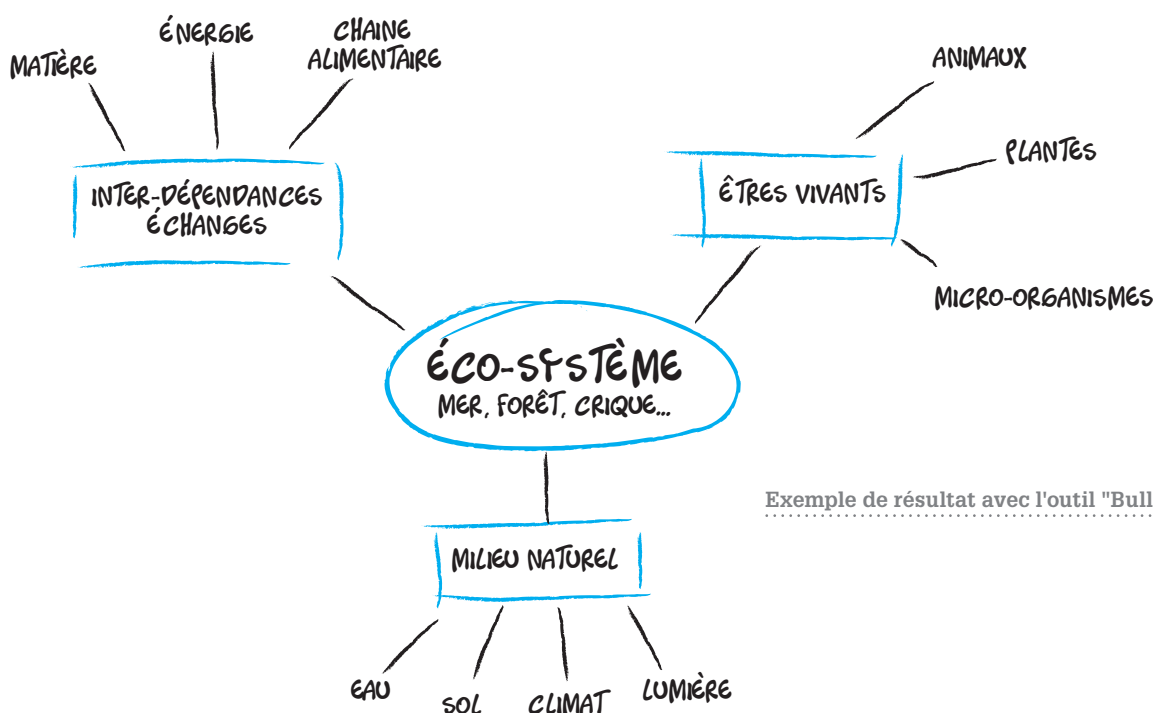 ÉNERGIE
CHAINE
ALIMENTAIRE
MATIÈRE
INTER-DÉPENDANCES
ÉCHANGES
ANIMAUX
PLANTES
ÊTRES VIVANTS
MICRO-ORGANISMES
ÉCO-SYSTÈME
MER, FORÊT, CRIQUE...
Exemple de résultat avec l'outil "Bull
MILIEU NATUREL
EAU
SOL
CLIMAT
LUMIÈRE